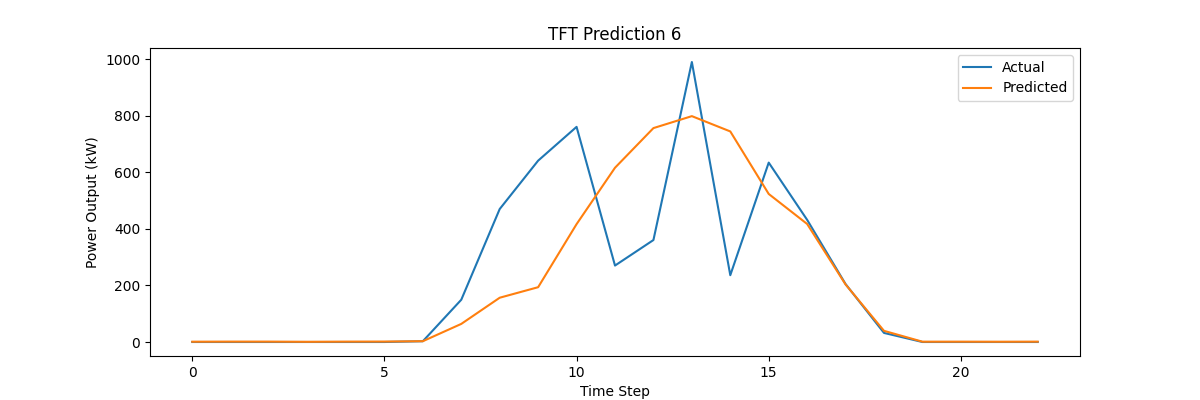 TFT Prediction 6
Actual
Predicted
Power Output (kW)
1000
800
600
400
200
0
0 5 10 15 20
Time Step